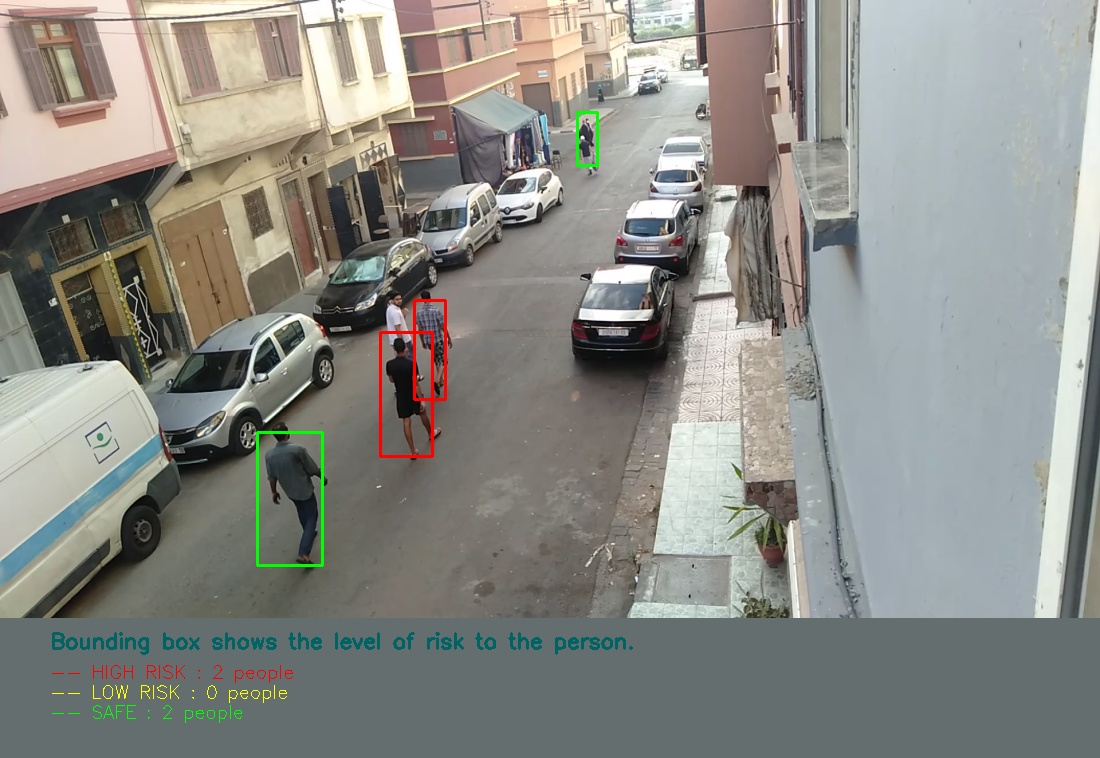 Bounding box shows the level of risk to the person.
-- HIGH RISK : 2 people
-- LOW RISK : 0 people
-- SAFE : 2 people